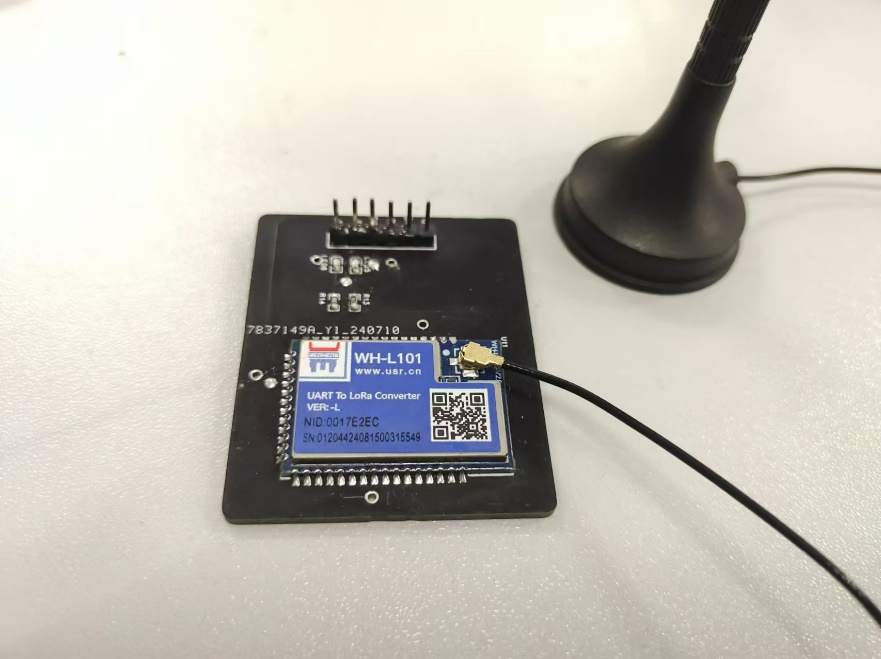 7837149A_Y1_240710
WH-L101
www.usr.cn
UART To LoRa Converter
VER:-L
NID:0017E2EC
SN:01204424081500315549